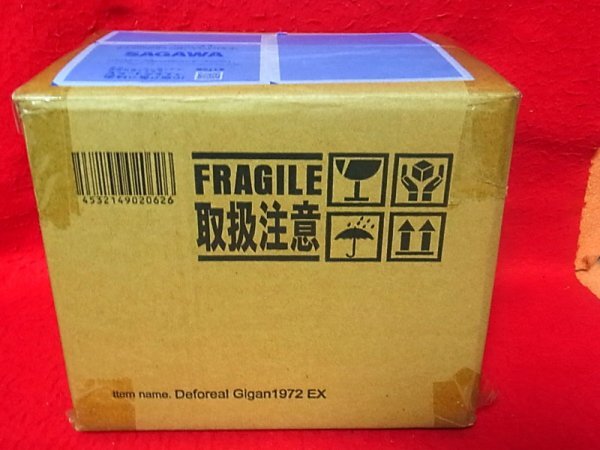 SAGAWA
4532149020626
FRAGILE
取扱注意
Item name. Deforeal Gigan1972 EX